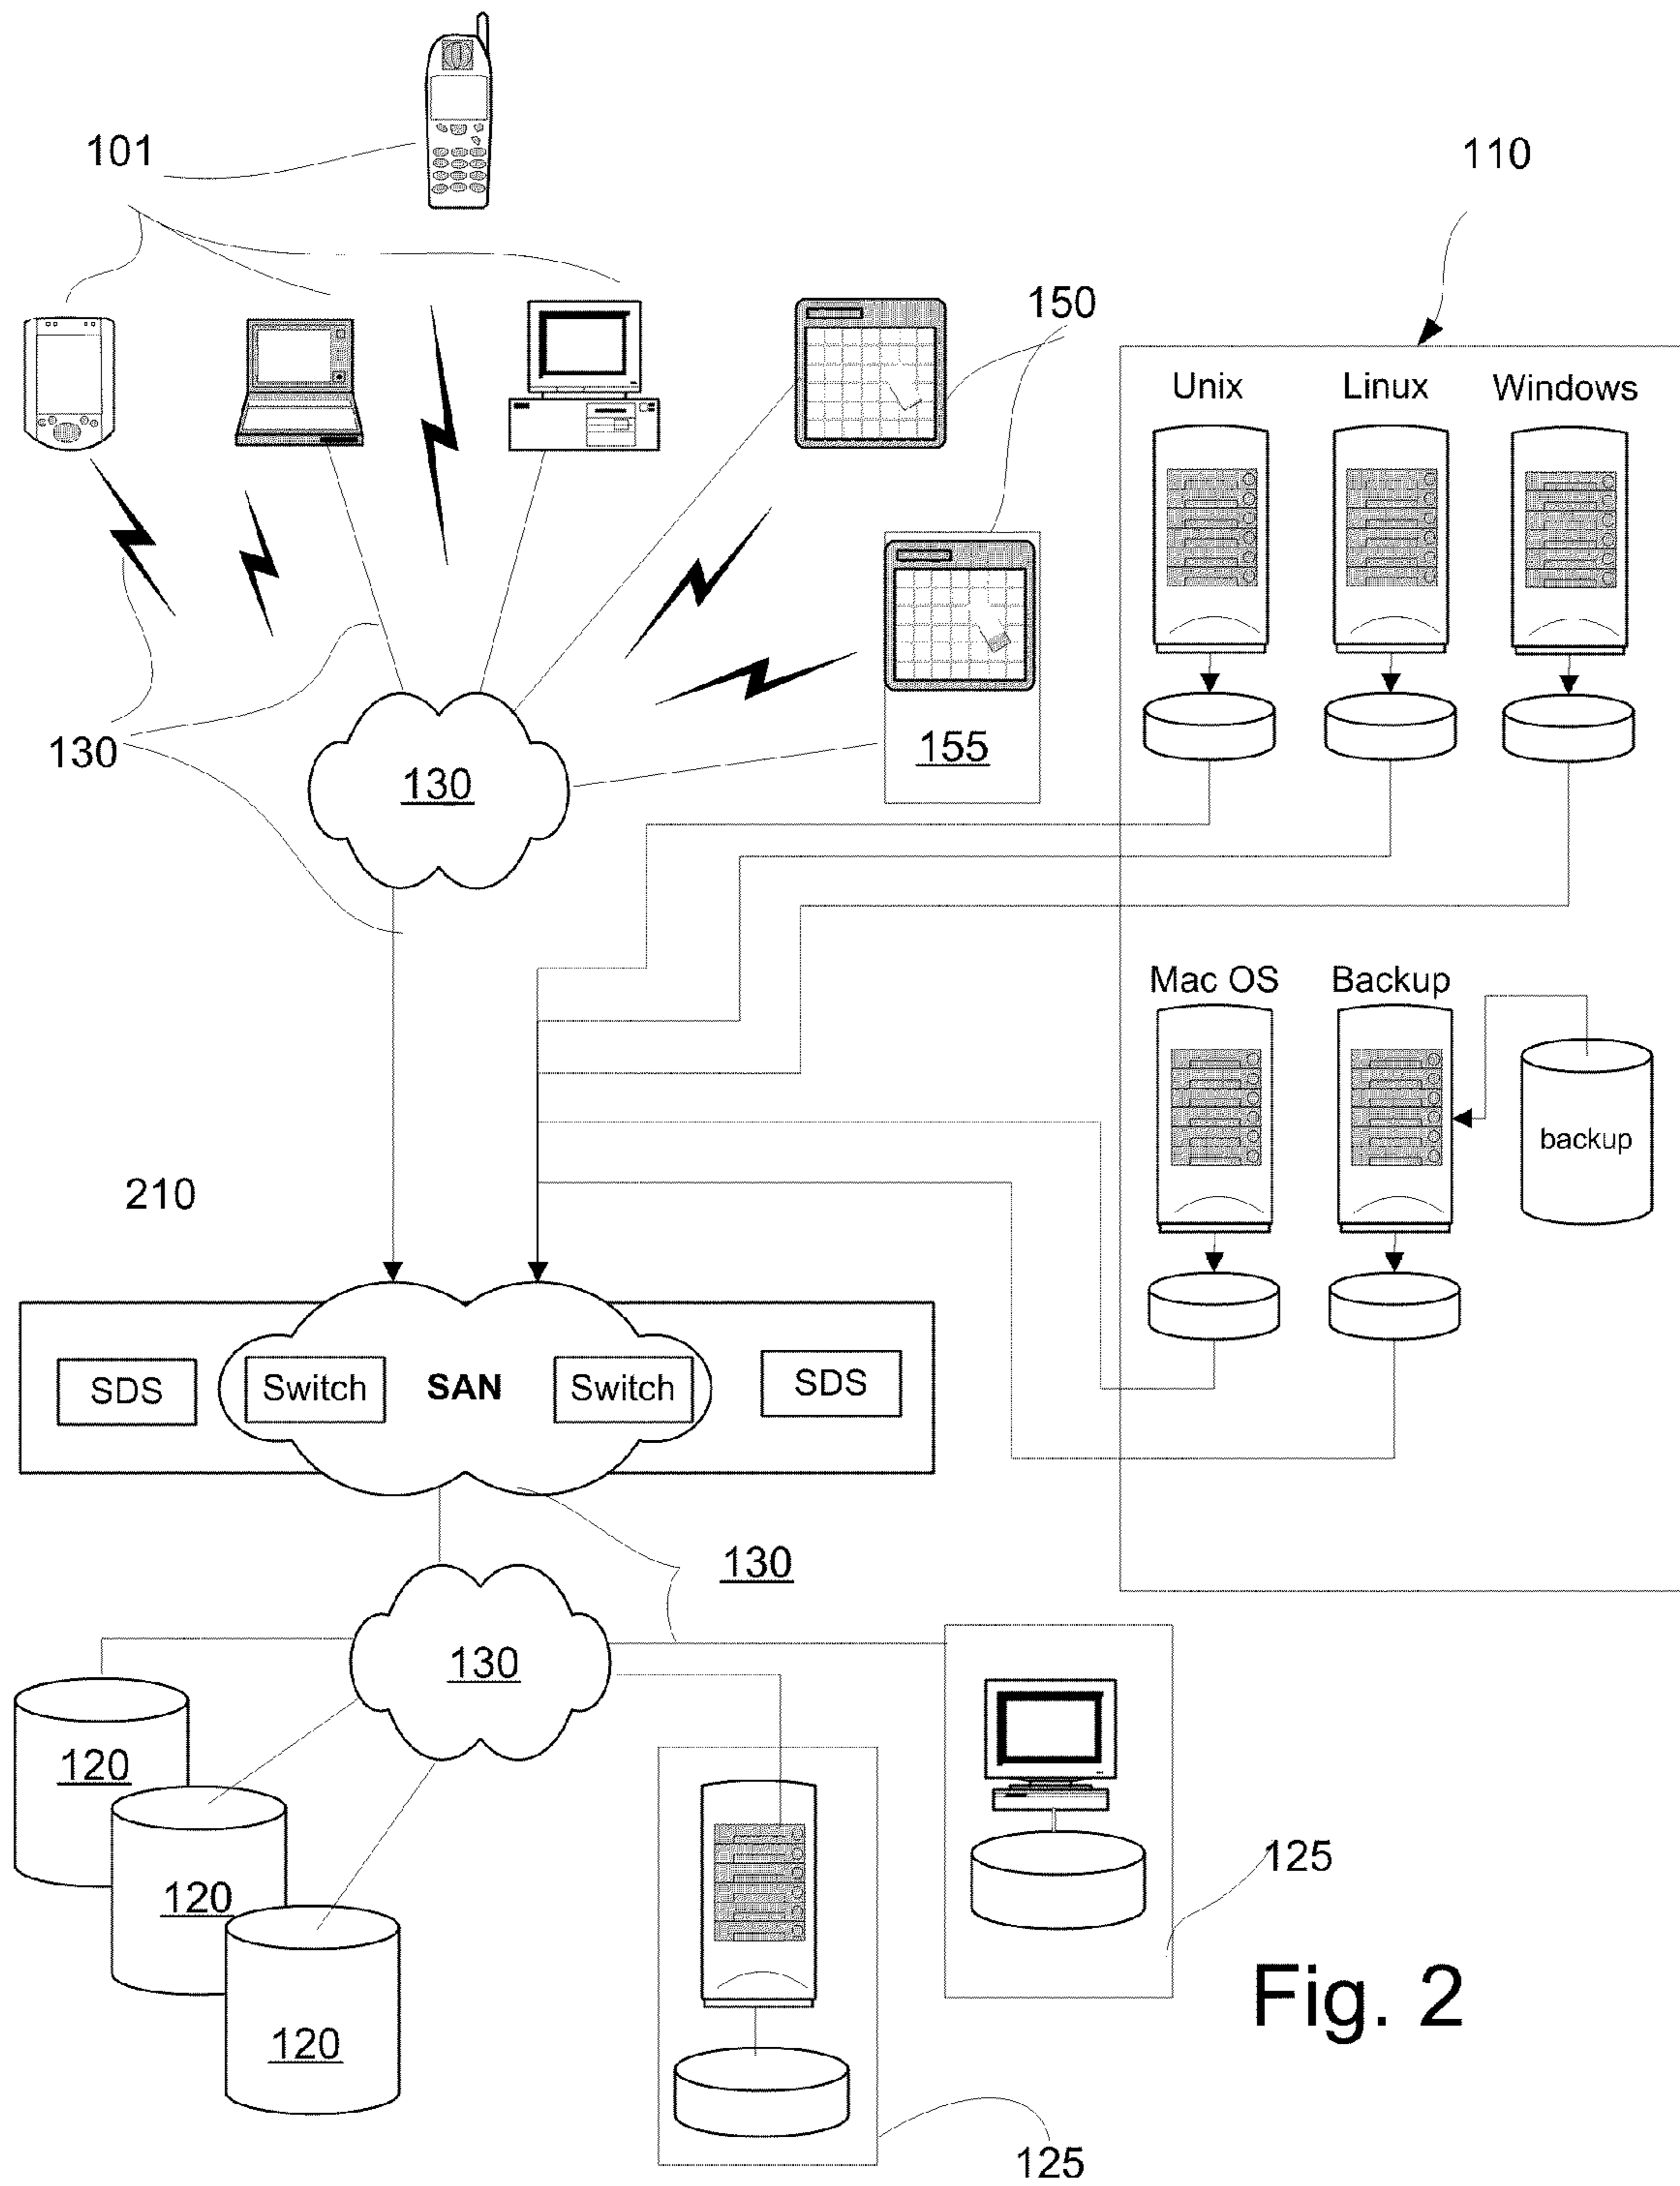 101
110
150
Unix
Linux
Windows
130
130
155
Mac OS
Backup
backup
210
SDS
Switch
SAN
Switch
SDS
130
130
120
120
120
125
125
Fig. 2